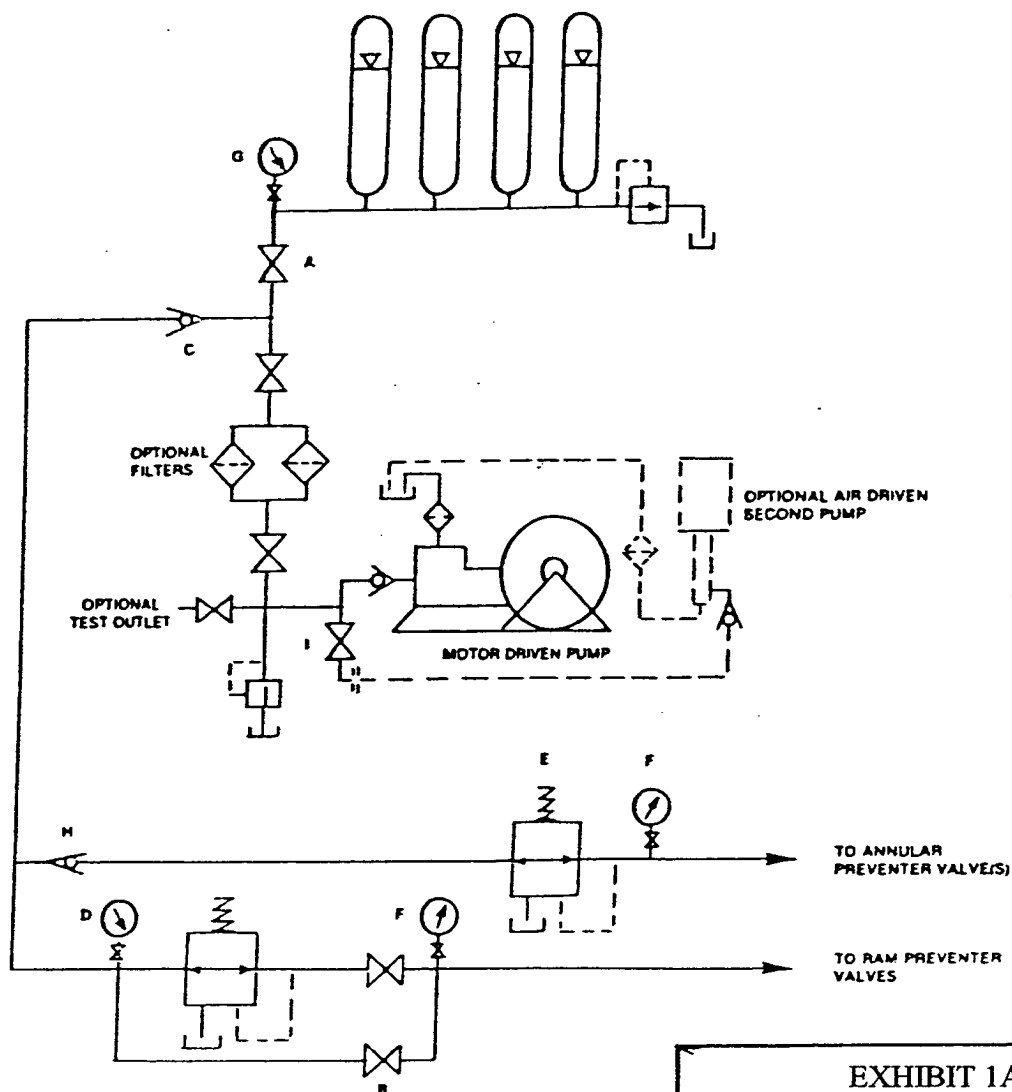 G
A
C
OPTIONAL
FILTERS
OPTIONAL AIR DRIVEN
SECOND PUMP
OPTIONAL
TEST OUTLET
I
MOTOR DRIVEN PUMP
E
F
H
TO ANNULAR
PREVENTER VALVE(S)
D
F
TO RAM PREVENTER
VALVES
B
EXHIBIT 1A